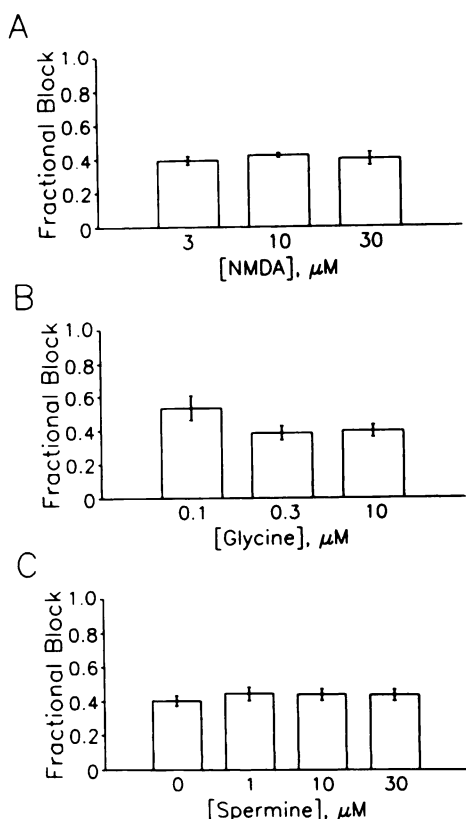 A
Fractional Block
1.0
0.8
0.6
0.4
0.2
0
3 10 30
[NMDA], μM
B
Fractional Block
1.0
0.8
0.6
0.4
0.2
0
0.1 0.3 10
[Glycine], μM
C
Fractional Block
1.0
0.8
0.6
0.4
0.2
0
0 1 10 30
[Spermine], μM